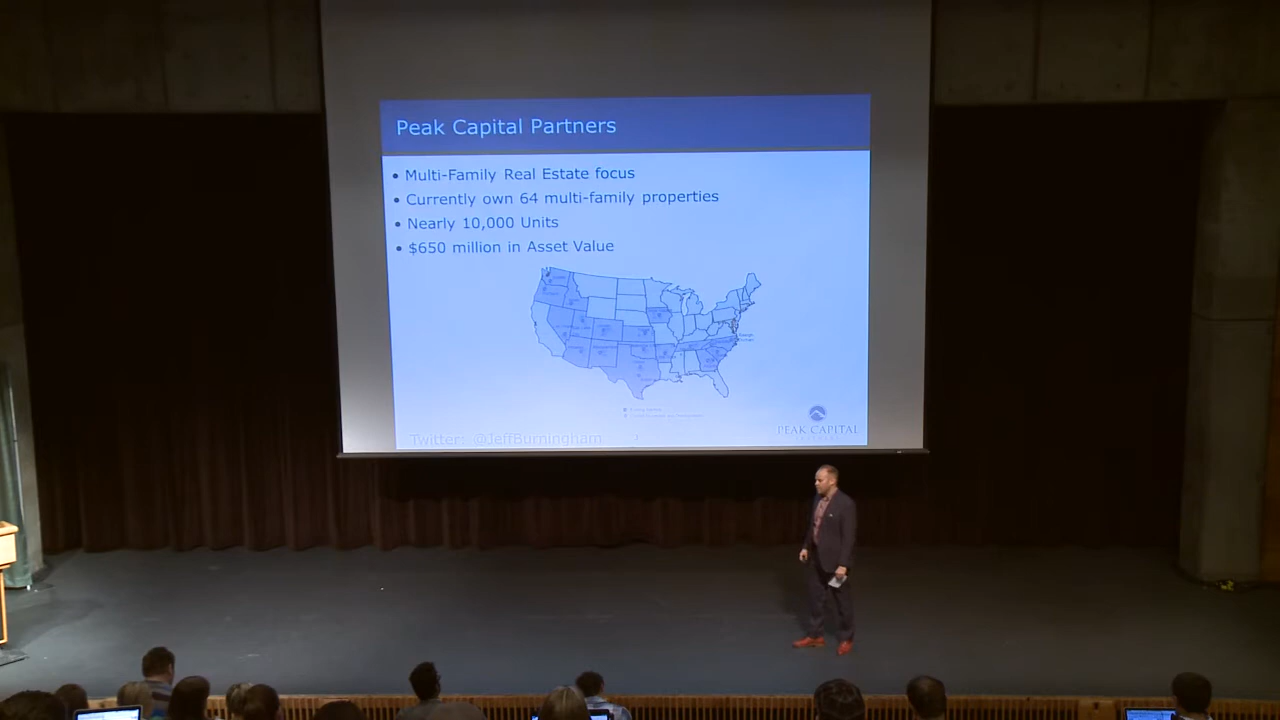 Peak Capital Partners
• Multi-Family Real Estate focus
• Currently own 64 multi-family properties
• Nearly 10,000 Units
• $650 million in Asset Value
Twitter: @JeffBurningham
PEAK CAPITAL